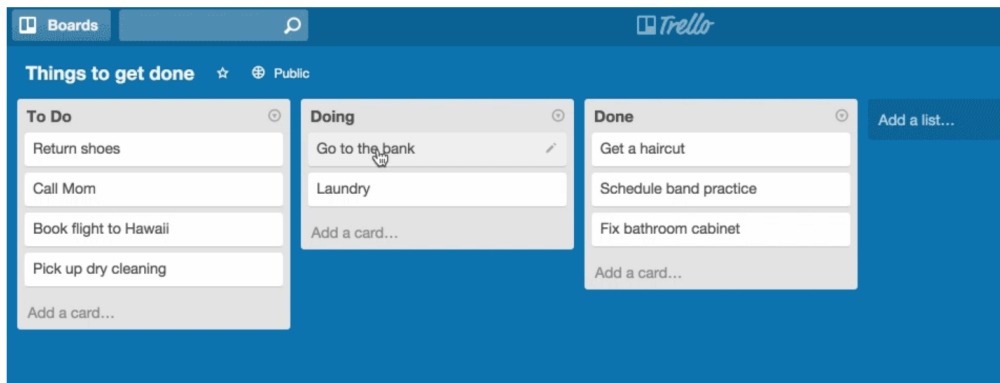 Boards
Trello
Things to get done
Public
To Do
Return shoes
Call Mom
Book flight to Hawaii
Pick up dry cleaning
Add a card...
Doing
Go to the bank
Laundry
Add a card...
Done
Get a haircut
Schedule band practice
Fix bathroom cabinet
Add a card...
Add a list...